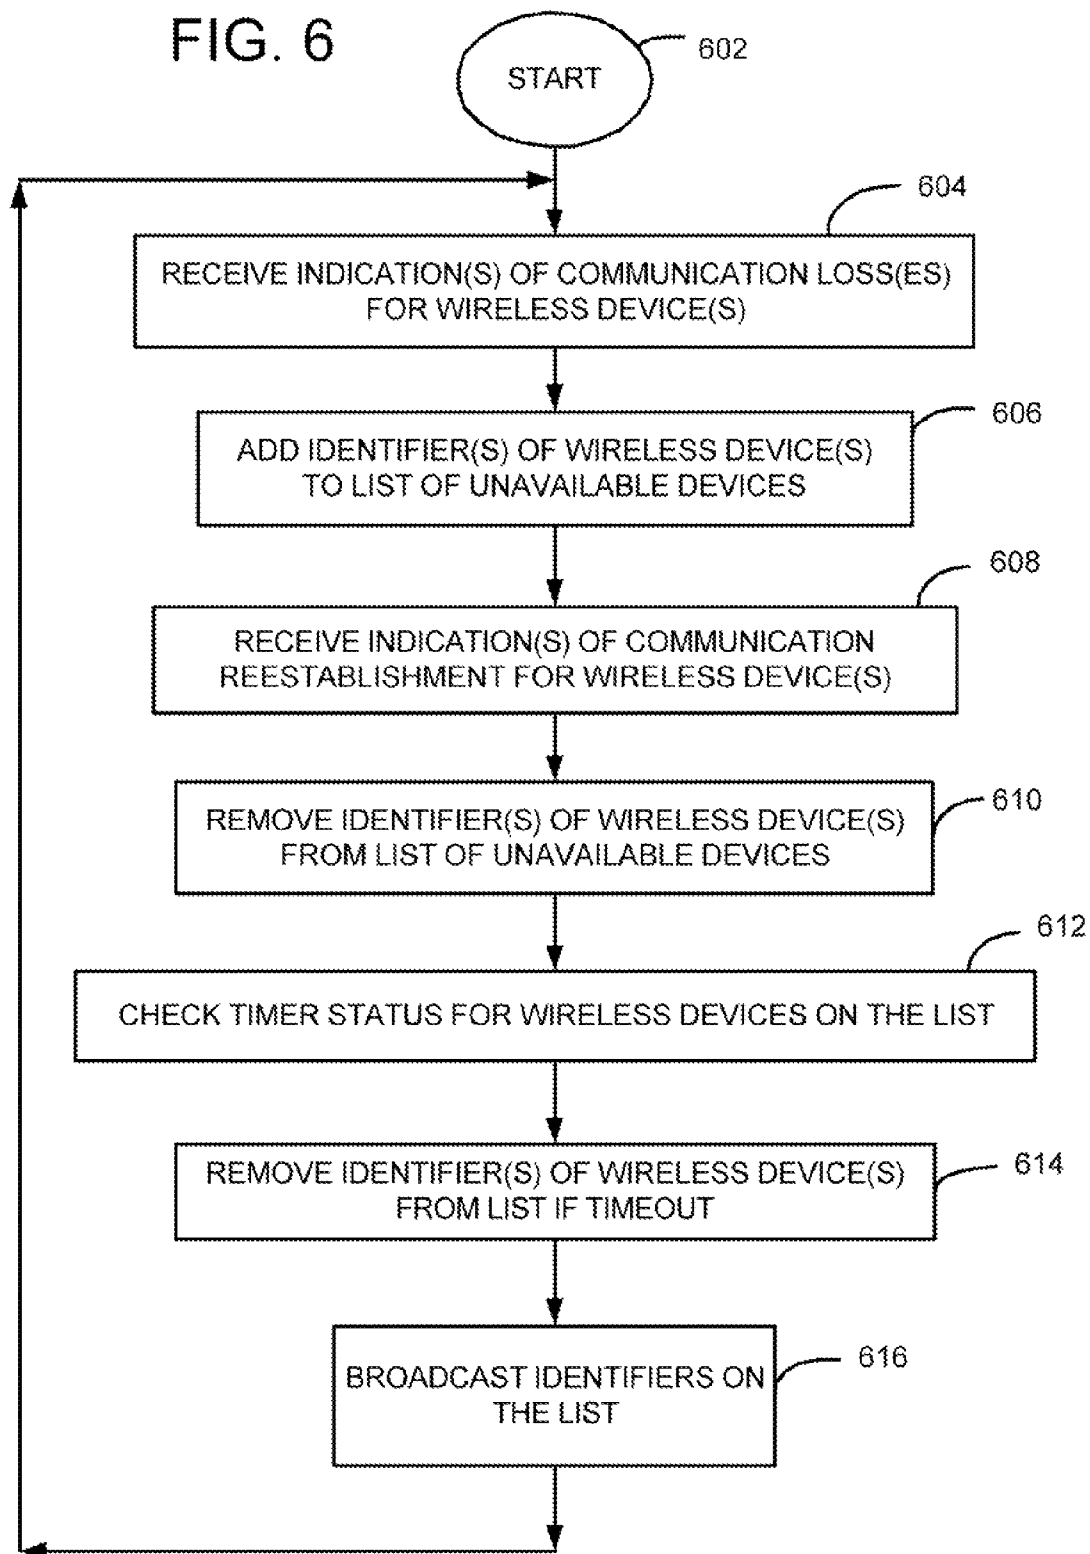 FIG. 6
START
602
604
RECEIVE INDICATION(S) OF COMMUNICATION LOSS(ES)
FOR WIRELESS DEVICE(S)
606
ADD IDENTIFIER(S) OF WIRELESS DEVICE(S)
TO LIST OF UNAVAILABLE DEVICES
608
RECEIVE INDICATION(S) OF COMMUNICATION
REESTABLISHMENT FOR WIRELESS DEVICE(S)
610
REMOVE IDENTIFIER(S) OF WIRELESS DEVICE(S)
FROM LIST OF UNAVAILABLE DEVICES
612
CHECK TIMER STATUS FOR WIRELESS DEVICES ON THE LIST
614
REMOVE IDENTIFIER(S) OF WIRELESS DEVICE(S)
FROM LIST IF TIMEOUT
616
BROADCAST IDENTIFIERS ON
THE LIST